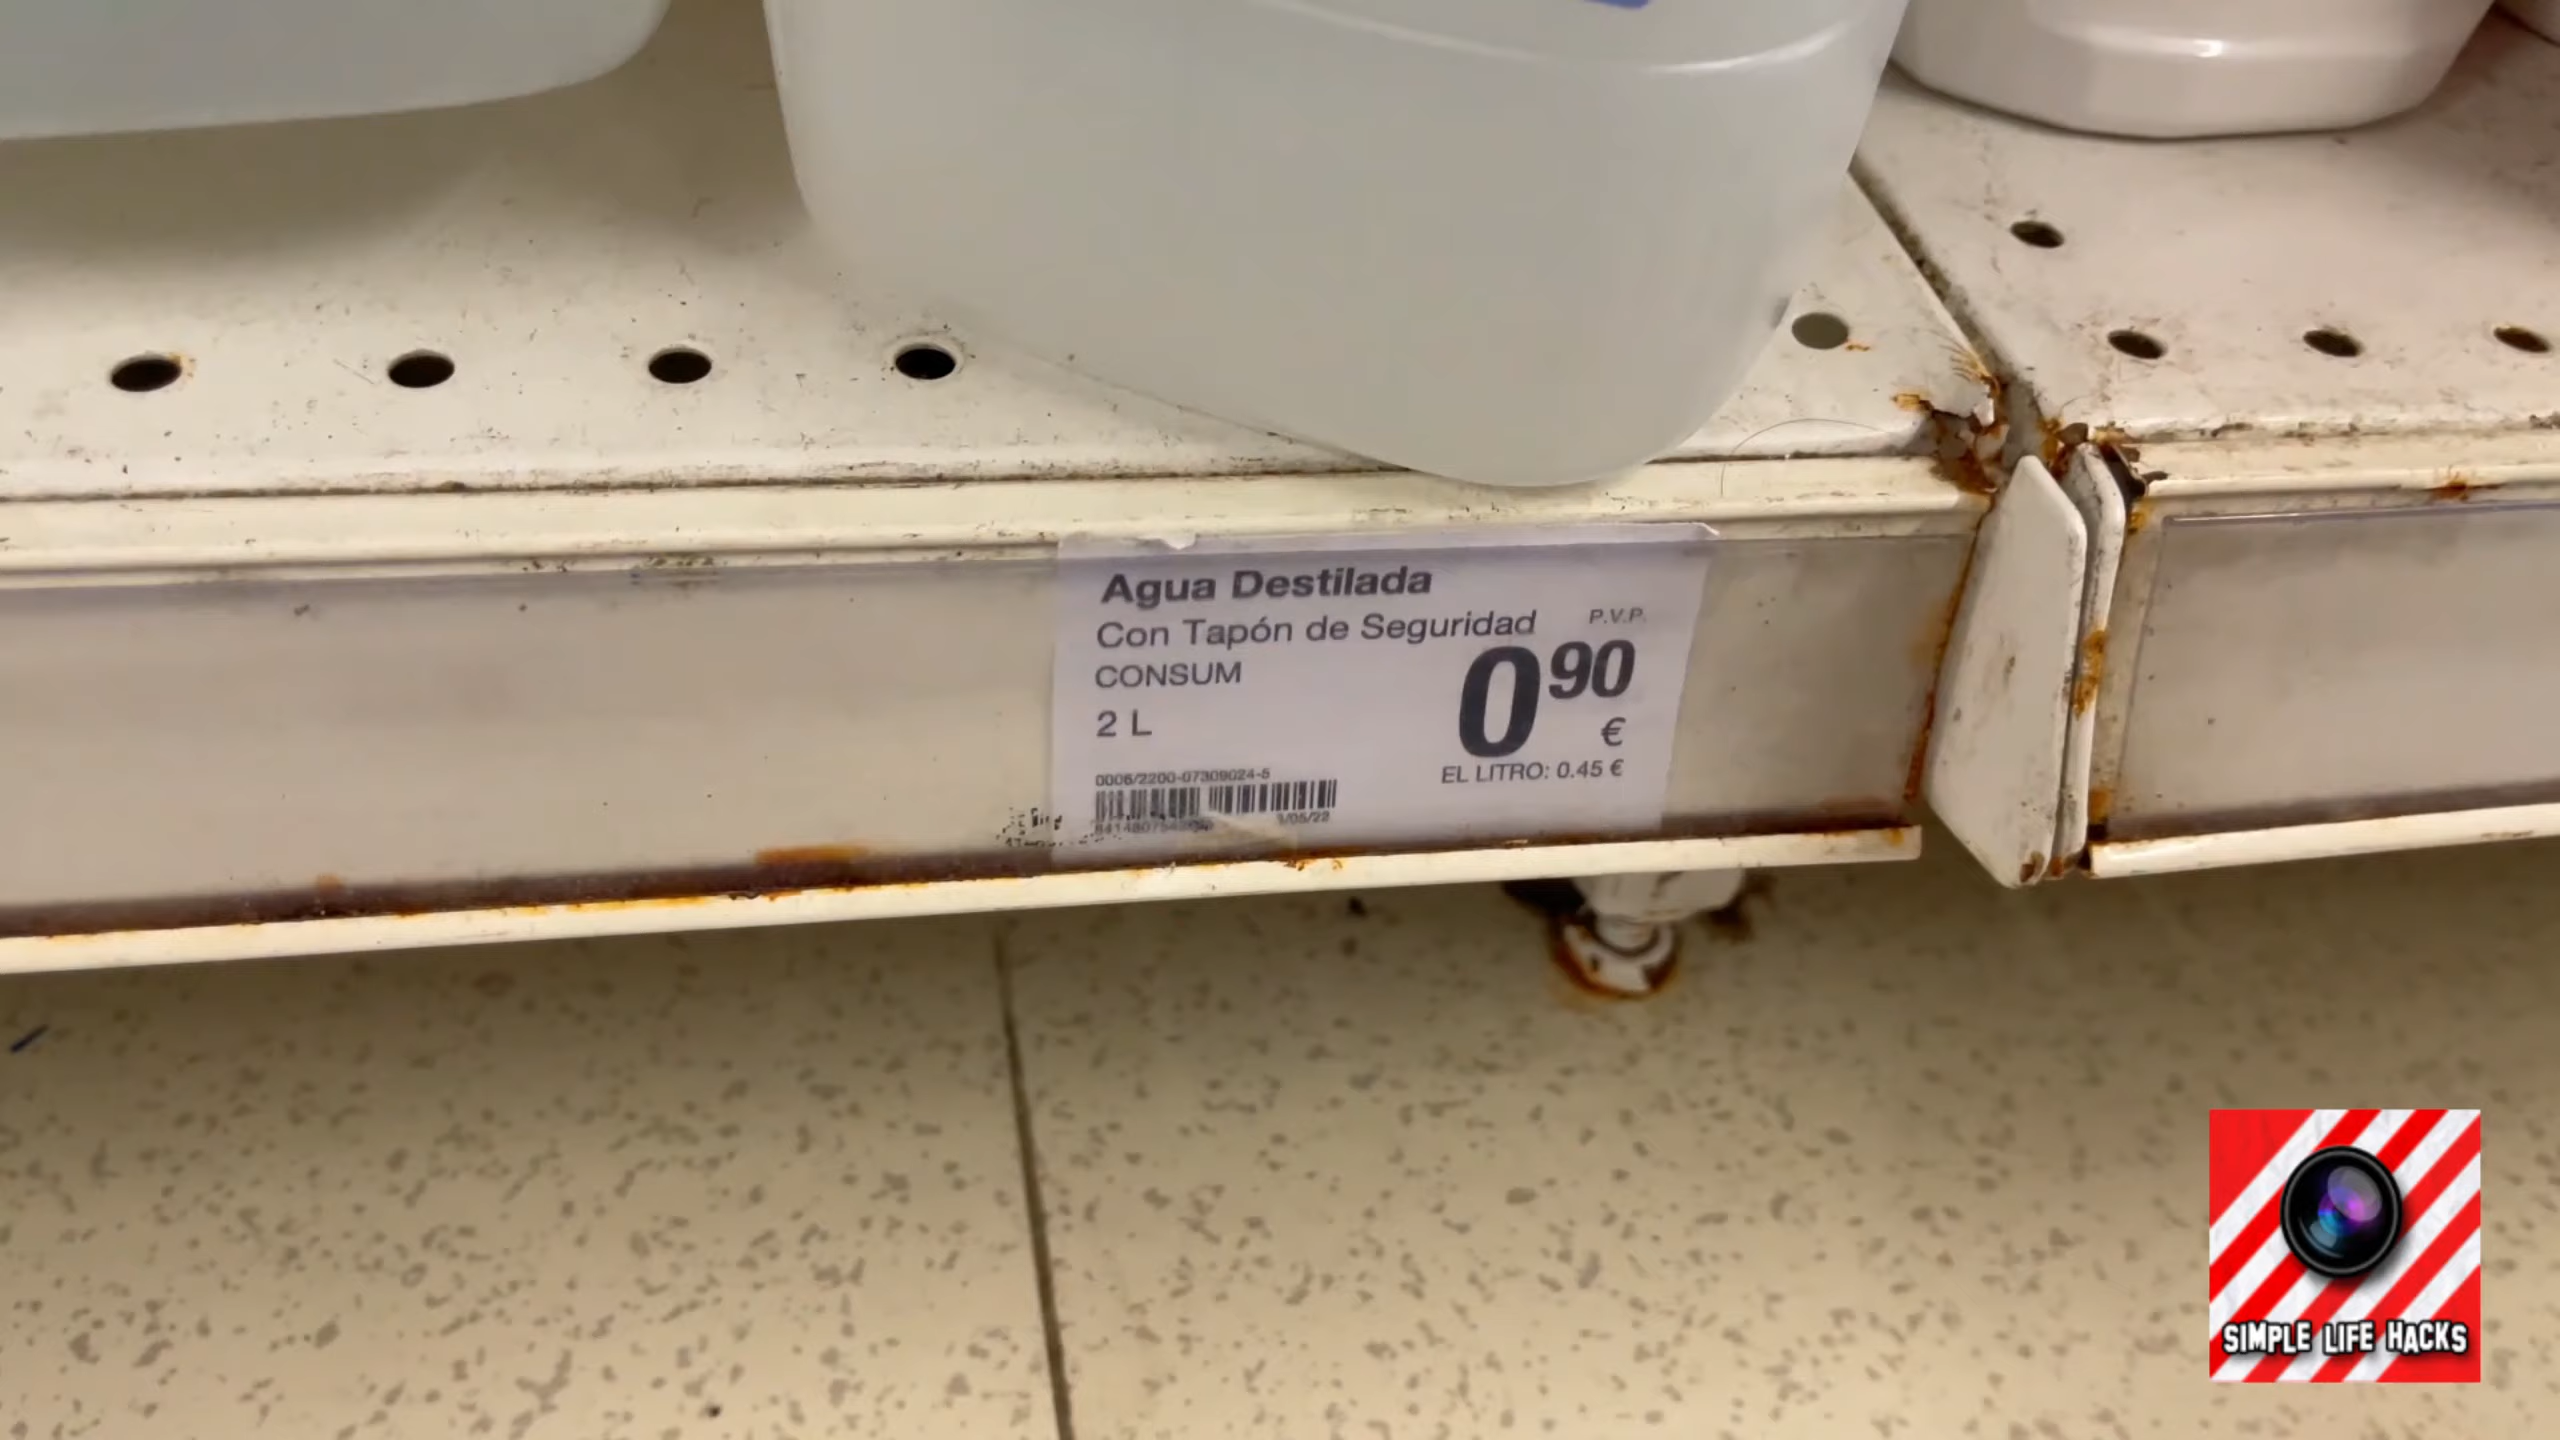 Agua Destilada
Con Tapón de Seguridad
P.V.P.
CONSUM
0 90
€
2 L
EL LITRO: 0.45 €
0006/2200-07309024-5
SIMPLE LIFE HACKS